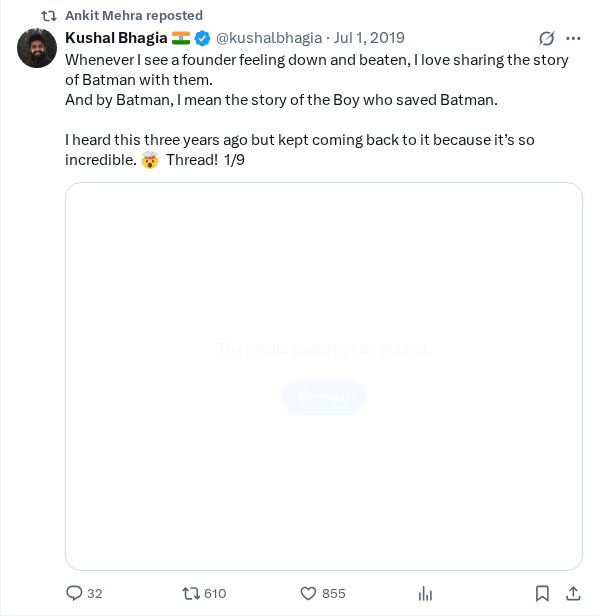 Ankit Mehra reposted
Kushal Bhagia 🇮🇳 @kushalbhagia · Jul 1, 2019
Whenever I see a founder feeling down and beaten, I love sharing the story
of Batman with them.
And by Batman, I mean the story of the Boy who saved Batman.
I heard this three years ago but kept coming back to it because it’s so
incredible. 🤯 Thread! 1/9
The media could not be played.
Reload
32 610 855